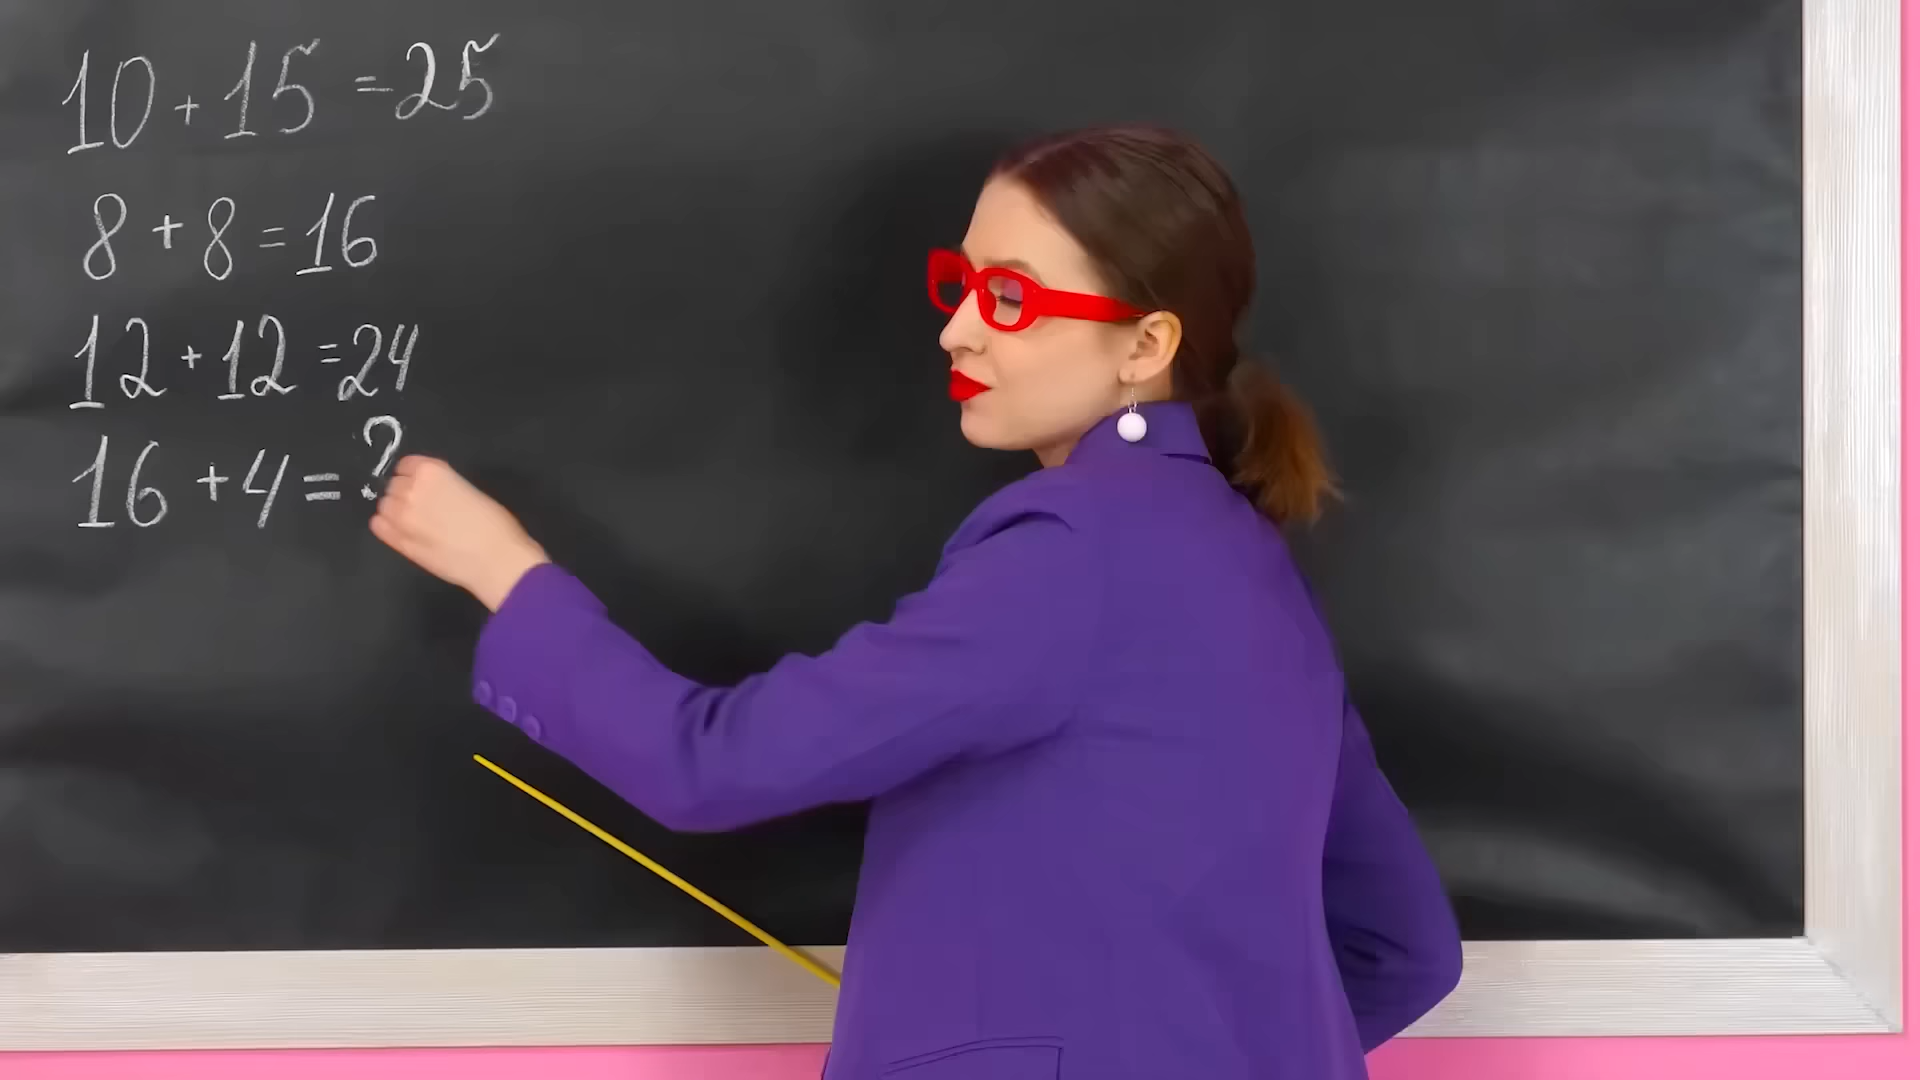 10 + 15 = 25
8 + 8 = 16
12 + 12 = 24
16 + 4 = ?